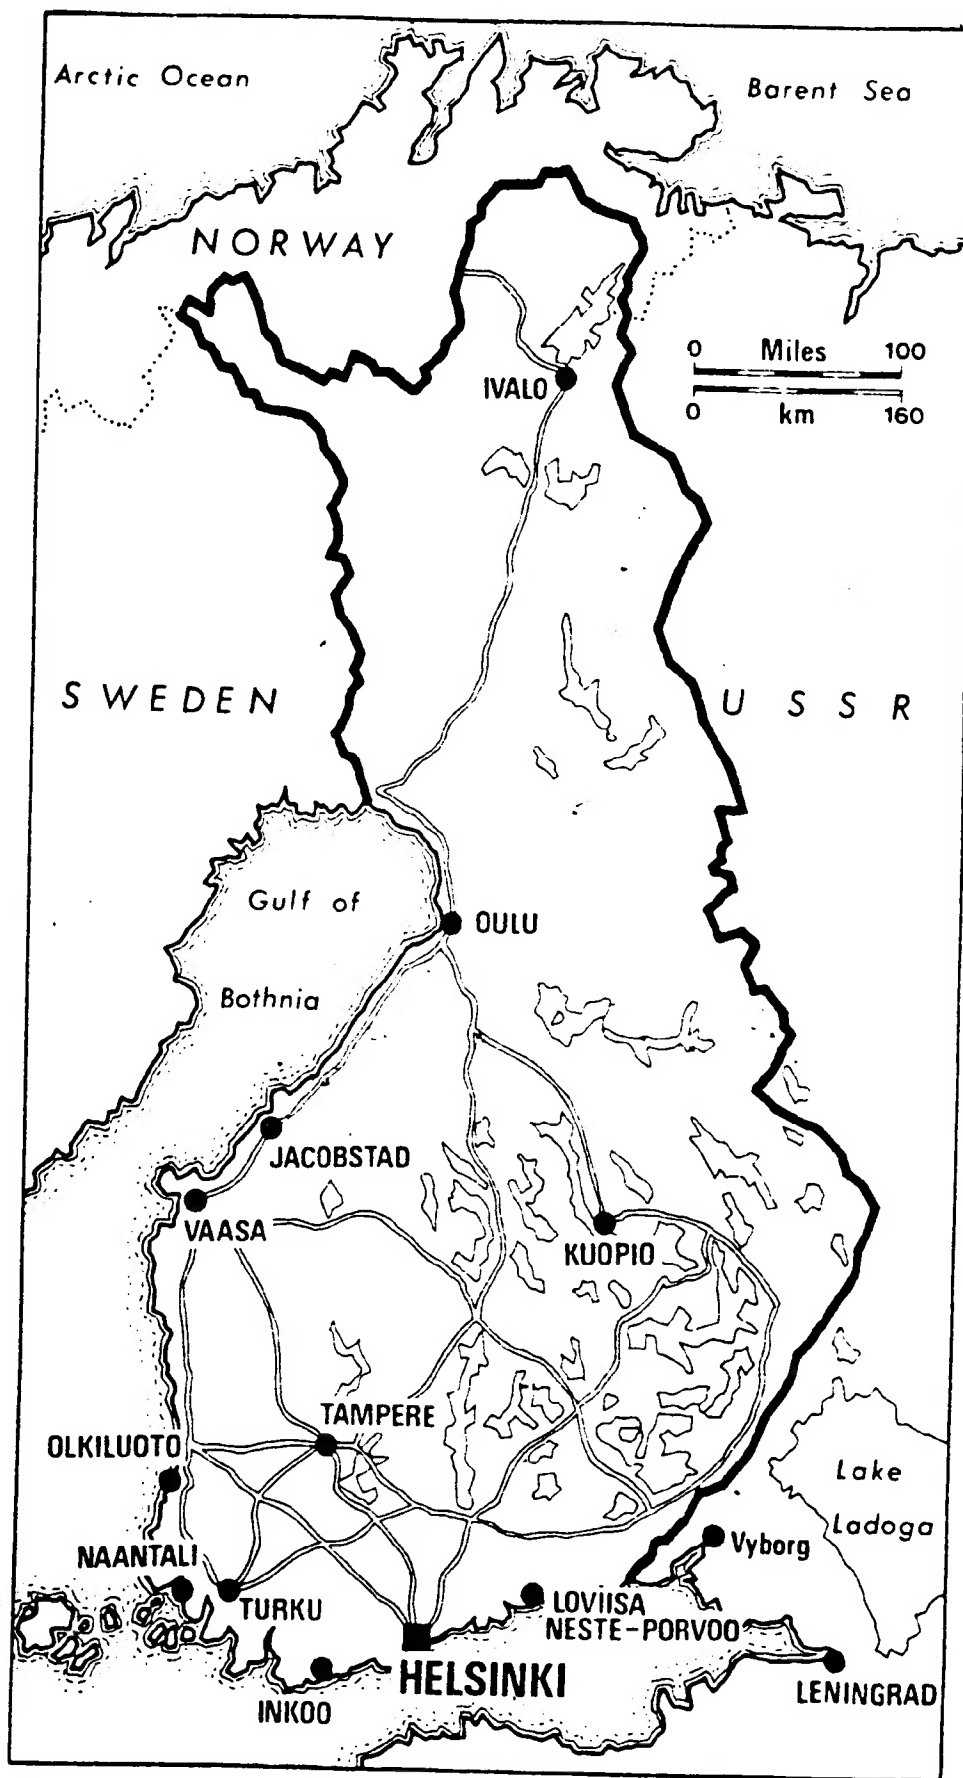 Arctic Ocean
Barent Sea
NORWAY
0 Miles 100
0 km 160
IVALO
SWEDEN
USSR
Gulf of
Bothnia
OULU
JACOBSTAD
VAASA
KUOPIO
TAMPERE
OLKILUOTO
Lake
Ladoga
Vyborg
NAANTALI
TURKU
LOVIISA
NESTE-PORVOO
HELSINKI
INKOO
LENINGRAD